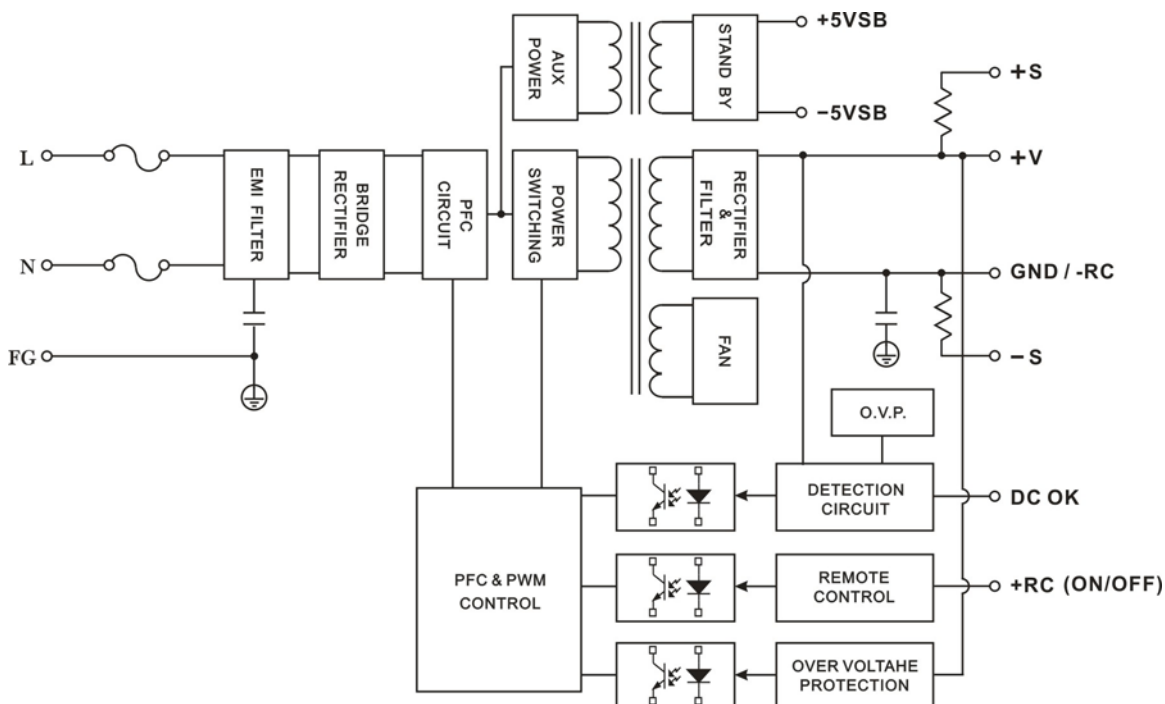 AUX
POWER
STAND BY
+5VSB
−5VSB
+S
L
N
FG
EMI FILTER
BRIDGE
RECTIFIER
PFC
CIRCUIT
POWER
SWITCHING
RECTIFIER
&
FILTER
+V
GND / -RC
−S
FAN
O.V.P.
PFC & PWM
CONTROL
DETECTION
CIRCUIT
DC OK
REMOTE
CONTROL
+RC (ON/OFF)
OVER VOLTAHE
PROTECTION